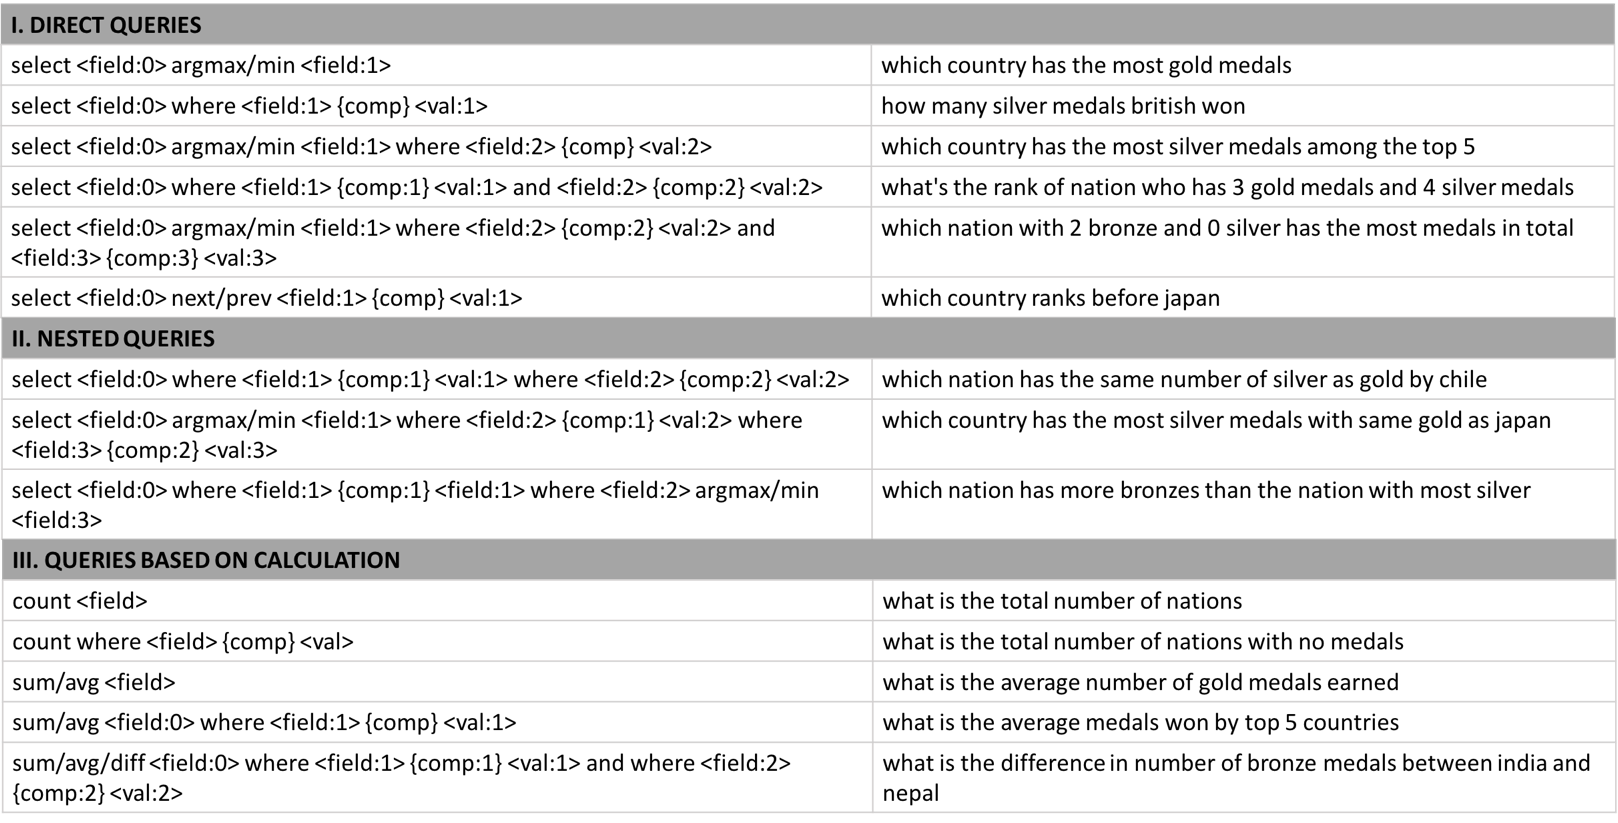 I. DIRECT QUERIES
select <field:0> argmax/min <field:1>
which country has the most gold medals
select <field:0> where <field:1> {comp} <val:1>
how many silver medals british won
select <field:0> argmax/min <field:1> where <field:2> {comp} <val:2>
which country has the most silver medals among the top 5
select <field:0> where <field:1> {comp:1} <val:1> and <field:2> {comp:2} <val:2>
what's the rank of nation who has 3 gold medals and 4 silver medals
select <field:0> argmax/min <field:1> where <field:2> {comp:2} <val:2> and
<field:3> {comp:3} <val:3>
which nation with 2 bronze and 0 silver has the most medals in total
select <field:0> next/prev <field:1> {comp} <val:1>
which country ranks before japan
II. NESTED QUERIES
select <field:0> where <field:1> {comp:1} <val:1> where <field:2> {comp:2} <val:2>
which nation has the same number of silver as gold by chile
select <field:0> argmax/min <field:1> where <field:2> {comp:1} <val:2> where
<field:3> {comp:2} <val:3>
which country has the most silver medals with same gold as japan
select <field:0> where <field:1> {comp:1} <field:1> where <field:2> argmax/min
<field:3>
which nation has more bronzes than the nation with most silver
III. QUERIES BASED ON CALCULATION
count <field>
what is the total number of nations
count where <field> {comp} <val>
what is the total number of nations with no medals
sum/avg <field>
what is the average number of gold medals earned
sum/avg <field:0> where <field:1> {comp} <val:1>
what is the average medals won by top 5 countries
sum/avg/diff <field:0> where <field:1> {comp:1} <val:1> and where <field:2>
{comp:2} <val:2>
what is the difference in number of bronze medals between india and
nepal